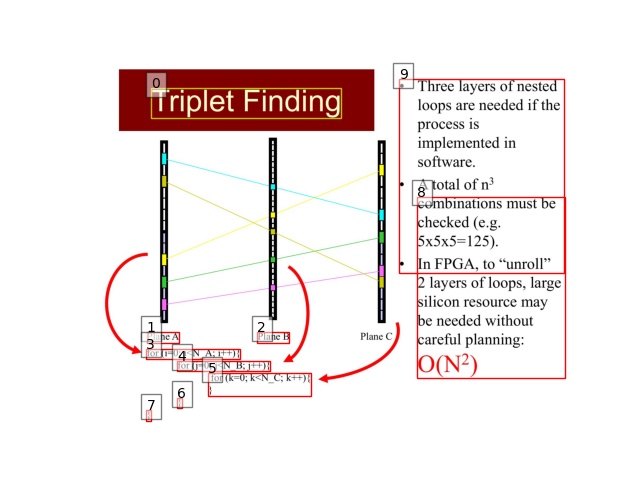 0
Triplet Finding
9
• Three layers of nested
loops are needed if the
process is
implemented in
software.
• A total of n³
8
combinations must be
checked (e.g.
5x5x5=125).
• In FPGA, to “unroll”
2 layers of loops, large
silicon resource may
be needed without
careful planning:
O(N²)
1
2
Plane A
Plane B
Plane C
3
for (i=0; i<N_A; i++){
4
for (j=0; j<N_B; j++){
5
for (k=0; k<N_C; k++){
}
6
}
7
}